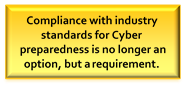 Compliance with industry
standards for Cyber
preparedness is no longer an
option, but a requirement.